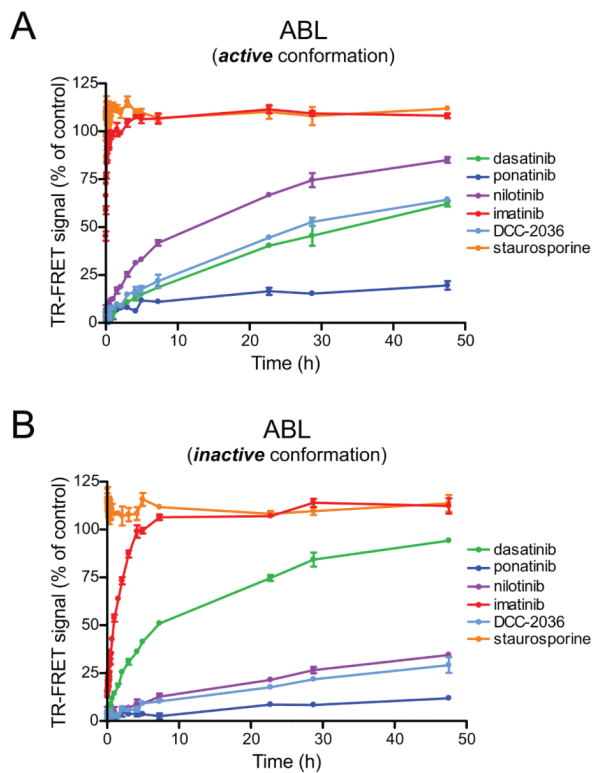 A
ABL
(active conformation)
TR-FRET signal (% of control)
125
100
75
50
25
0
0
10
20
30
40
50
Time (h)
dasatinib
ponatinib
nilotinib
imatinib
DCC-2036
staurosporine
B
ABL
(inactive conformation)
TR-FRET signal (% of control)
125
100
75
50
25
0
0
10
20
30
40
50
Time (h)
dasatinib
ponatinib
nilotinib
imatinib
DCC-2036
staurosporine